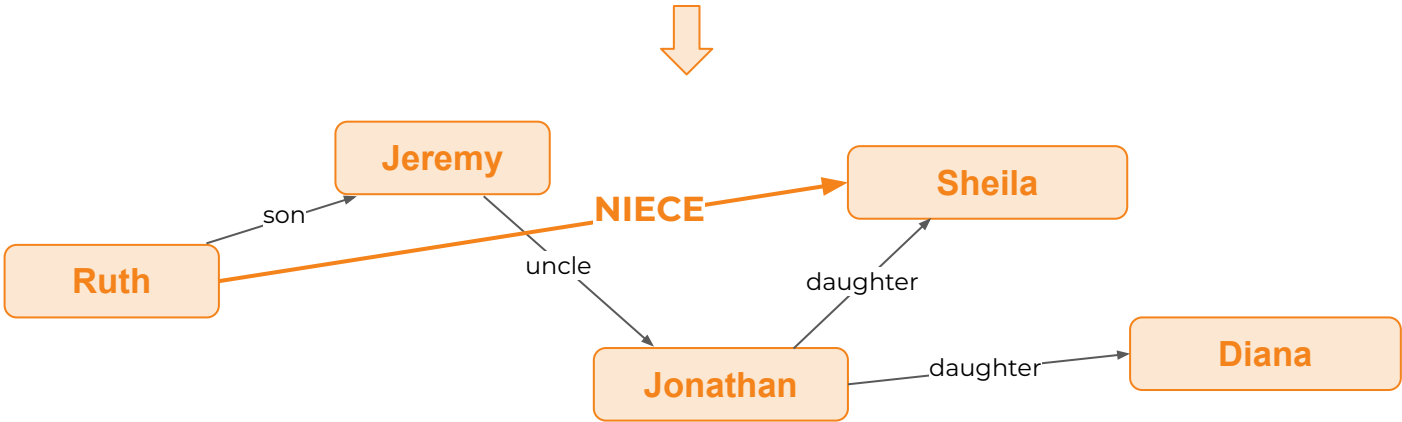 Jeremy
Sheila
son
NIECE
Ruth
uncle
daughter
Diana
Jonathan
daughter